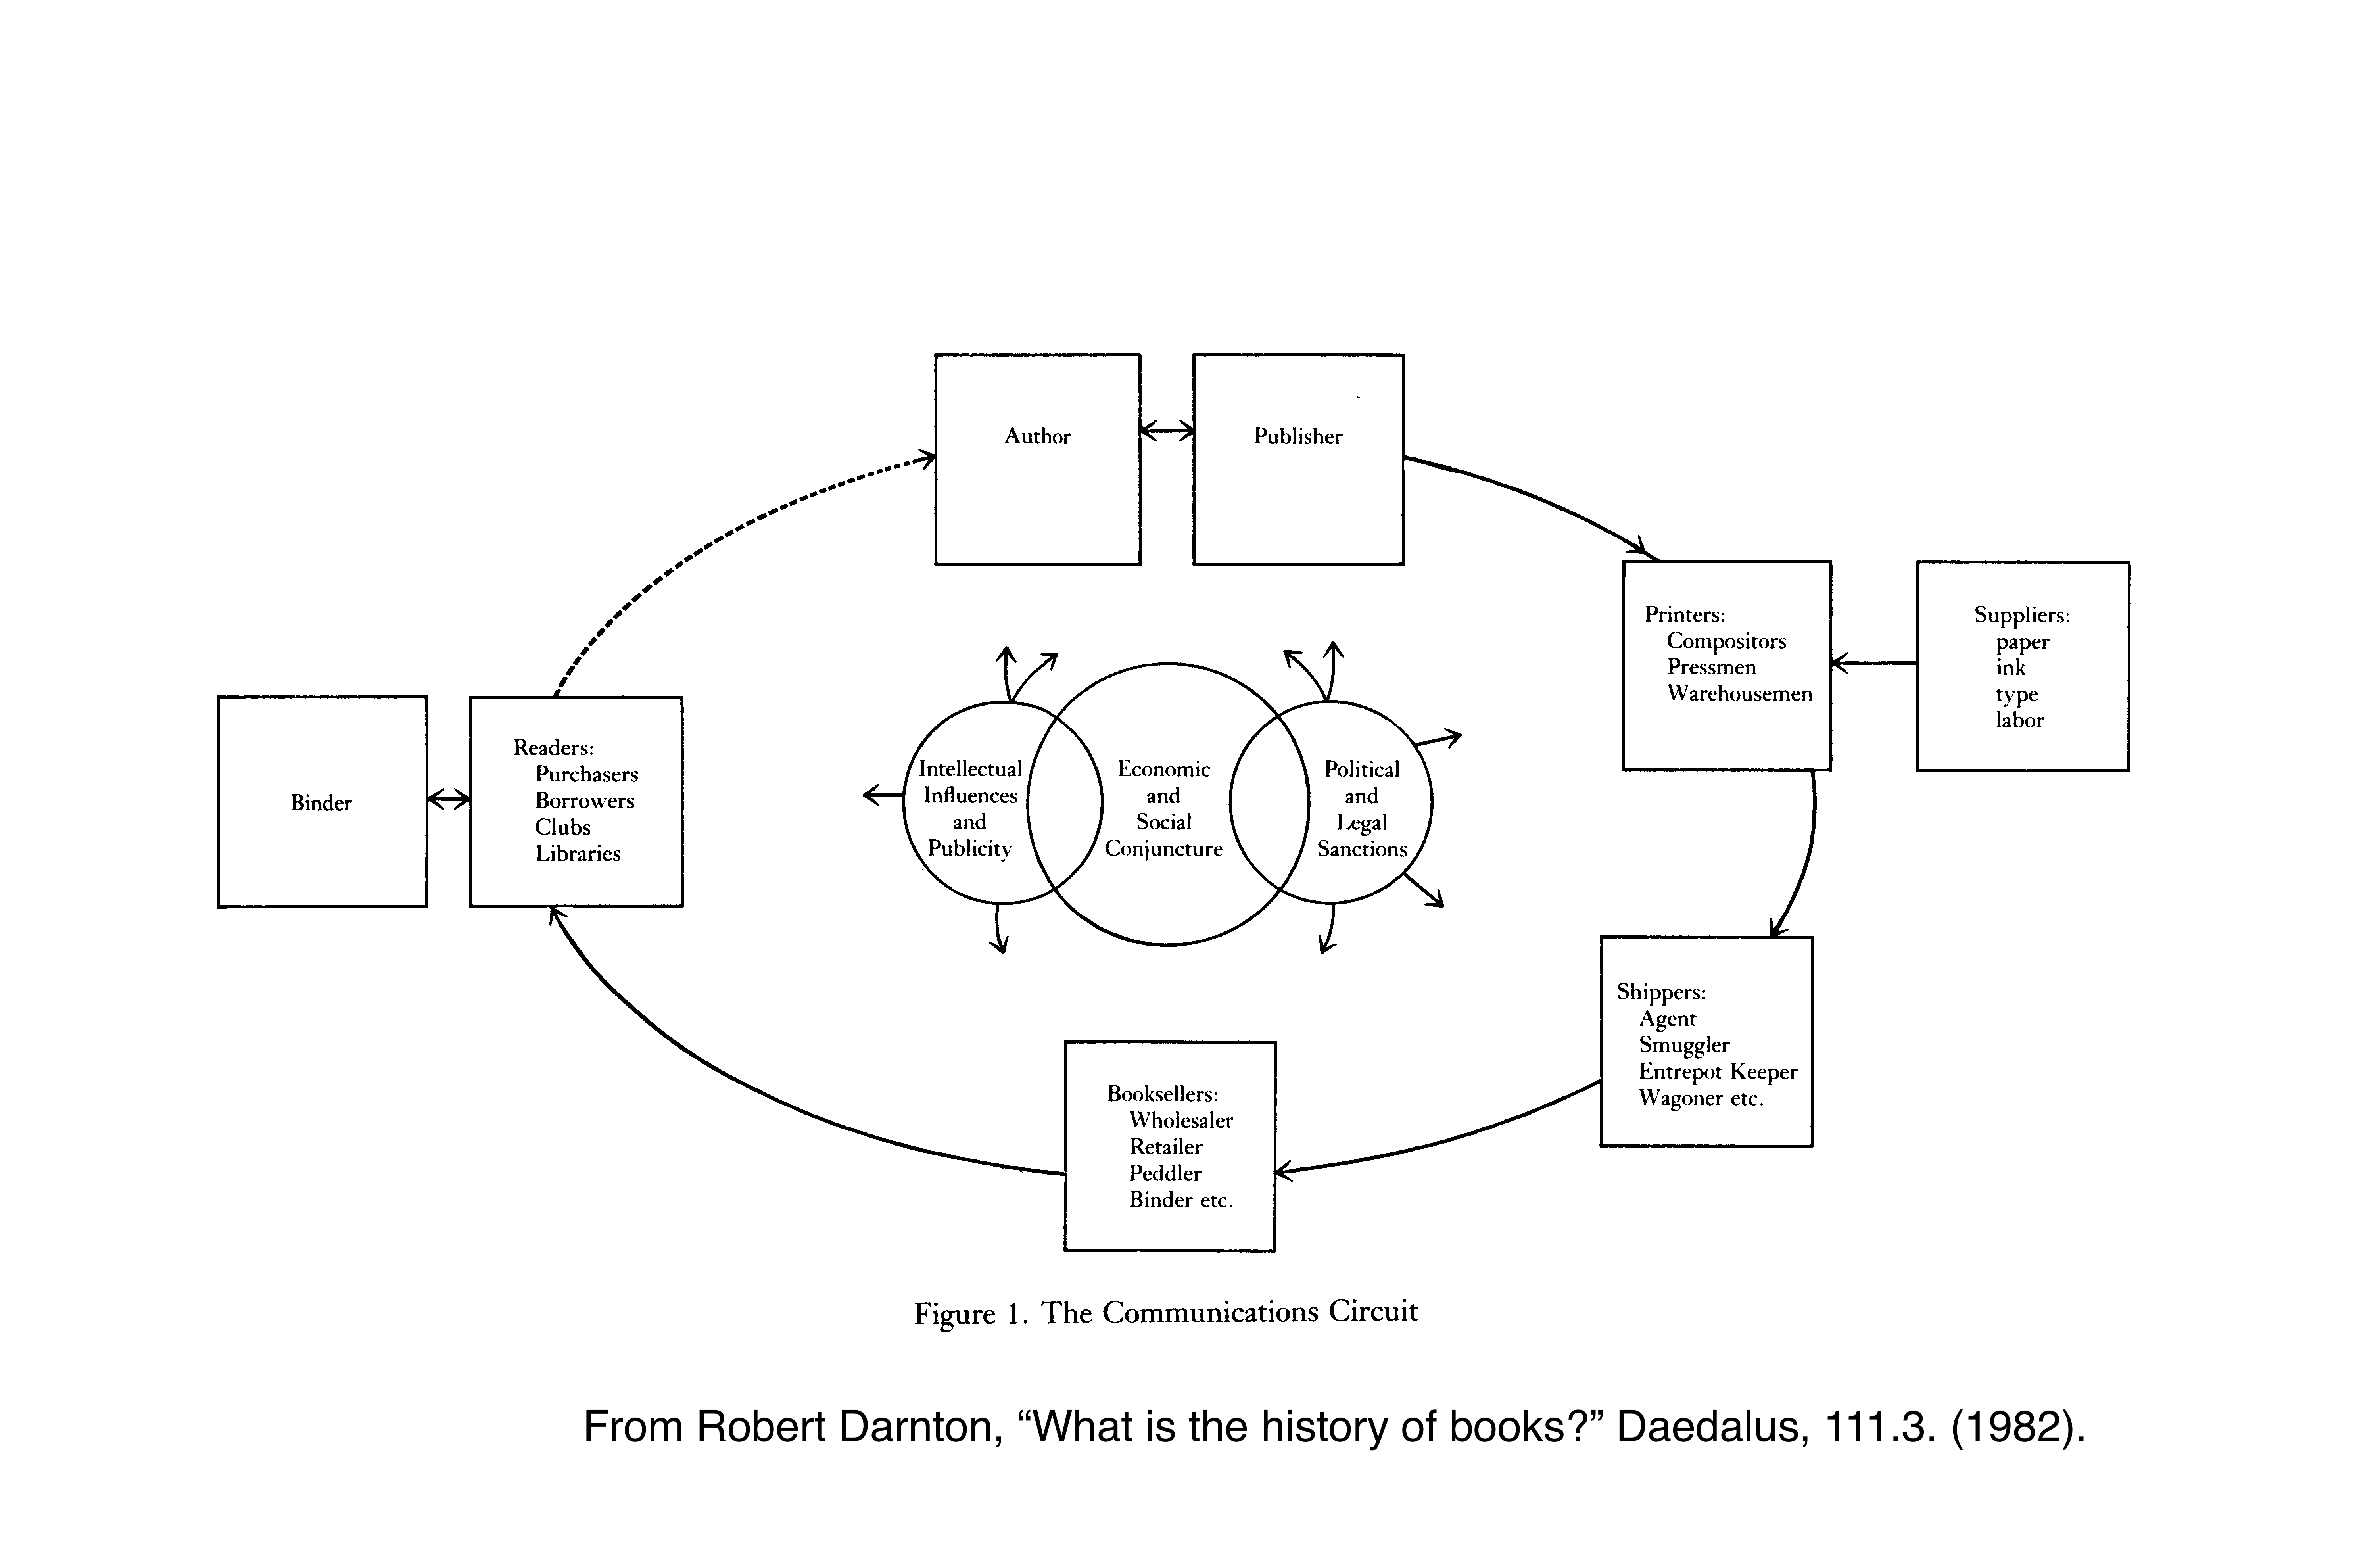 Author
Publisher
Printers:
Compositors
Pressmen
Warehousemen
Suppliers:
paper
ink
type
labor
Binder
Readers:
Purchasers
Borrowers
Clubs
Libraries
Intellectual
Influences
and
Publicity
Economic
and
Social
Conjuncture
Political
and
Legal
Sanctions
Shippers:
Agent
Smuggler
Entrepot Keeper
Wagoner etc.
Booksellers:
Wholesaler
Retailer
Peddler
Binder etc.
Figure 1. The Communications Circuit
From Robert Darnton, “What is the history of books?” Daedalus, 111.3. (1982).